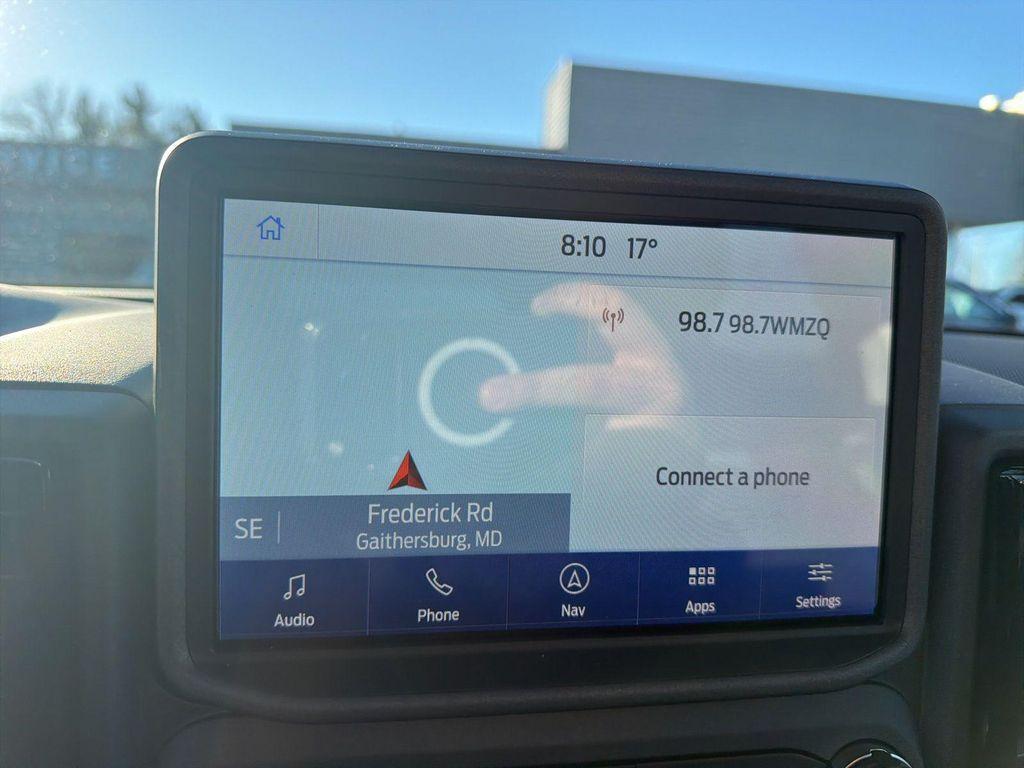 8:10 17°
98.7 98.7WMZQ
Connect a phone
SE
Frederick Rd
Gaithersburg, MD
Audio
Phone
Nav
Apps
Settings